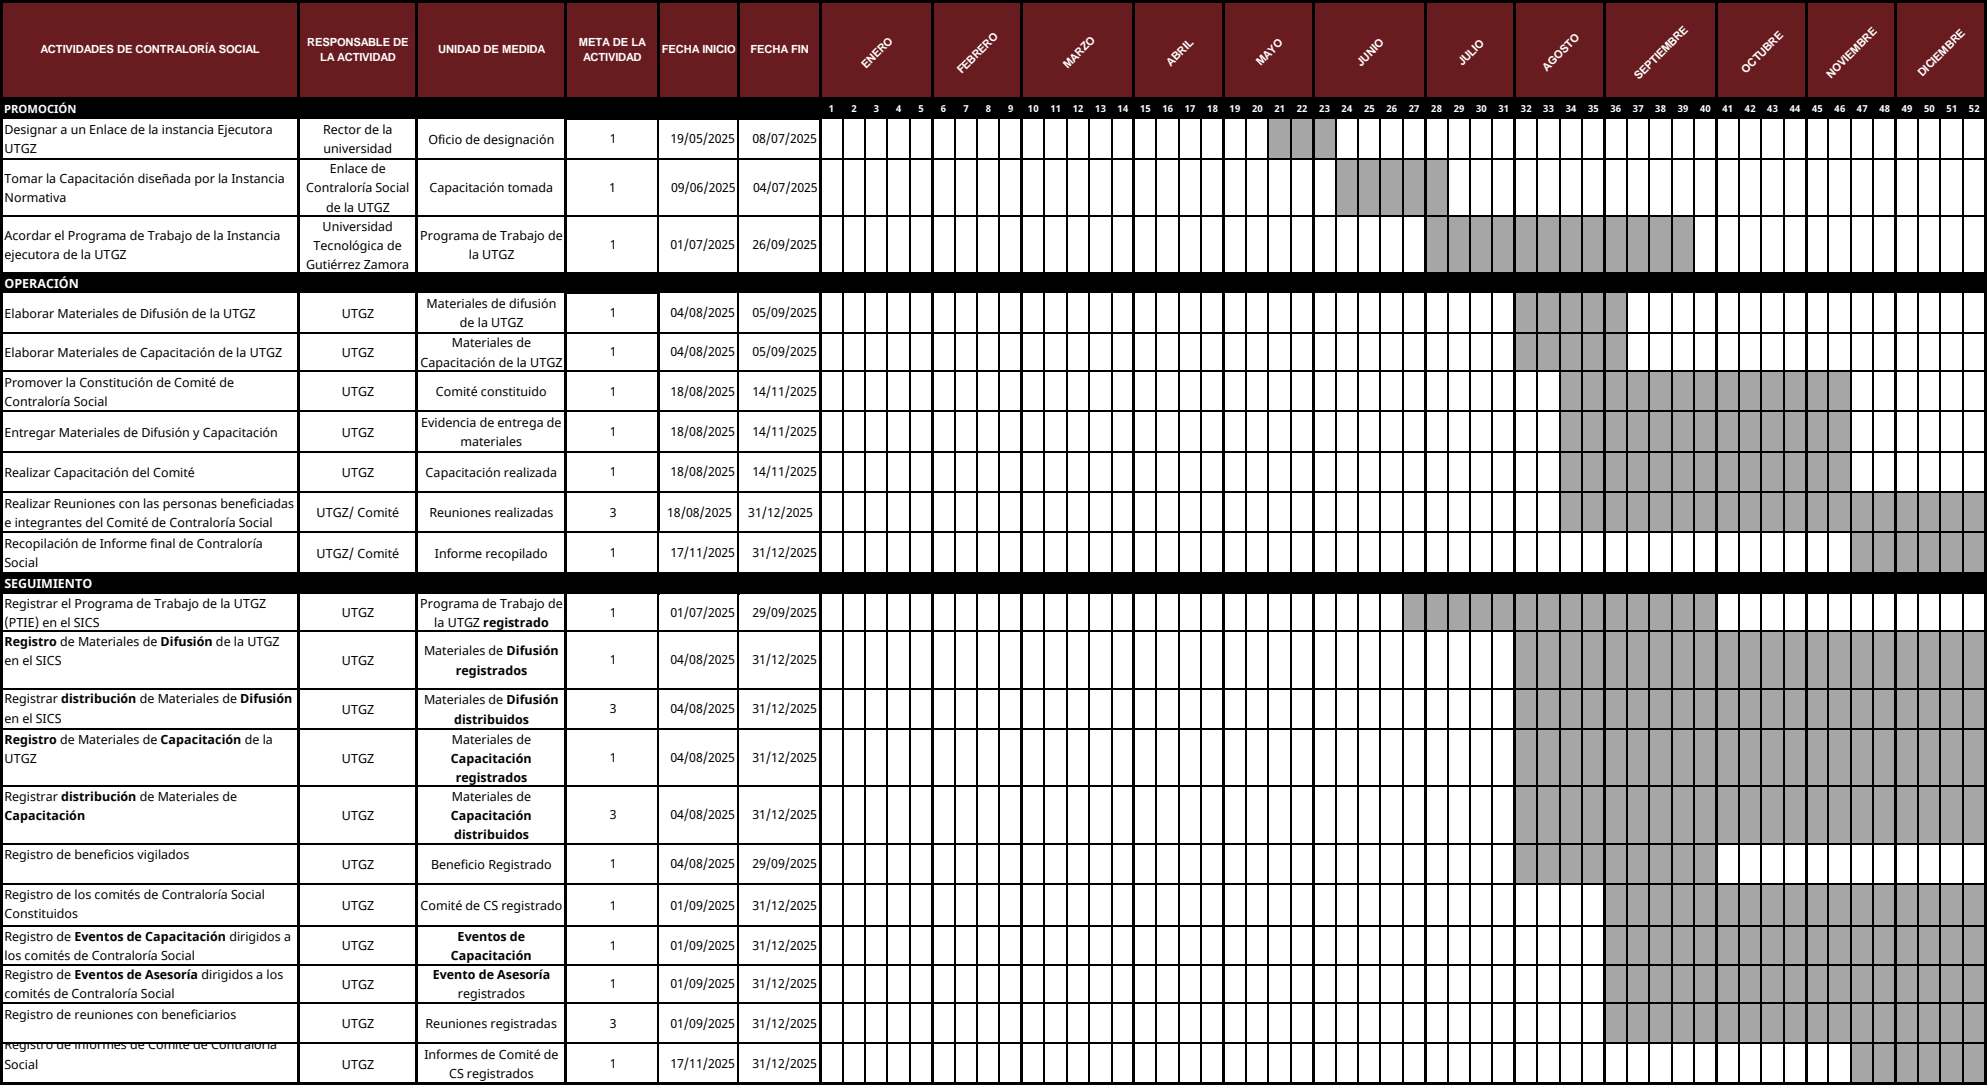 ACTIVIDADES DE CONTRALORÍA SOCIAL
RESPONSABLE DE
LA ACTIVIDAD
UNIDAD DE MEDIDA
META DE LA
ACTIVIDAD
FECHA INICIO
FECHA FIN
ENERO
FEBRERO
MARZO
ABRIL
MAYO
JUNIO
JULIO
AGOSTO
SEPTIEMBRE
OCTUBRE
NOVIEMBRE
DICIEMBRE
PROMOCIÓN 1 2 3 4 5 6 7 8 9 10 11 12 13 14 15 16 17 18 19 20 21 22 23 24 25 26 27 28 29 30 31 32 33 34 35 36 37 38 39 40 41 42 43 44 45 46 47 48 49 50 51 52
Designar a un Enlace de la instancia Ejecutora
UTGZ
Rector de la
universidad
Oficio de designación
1
19/05/2025
08/07/2025
Tomar la Capacitación diseñada por la Instancia
Normativa
Enlace de
Contraloría Social
de la UTGZ
Capacitación tomada
1
09/06/2025
04/07/2025
Acordar el Programa de Trabajo de la Instancia
ejecutora de la UTGZ
Universidad
Tecnológica de
Gutiérrez Zamora
Programa de Trabajo de
la UTGZ
1
01/07/2025
26/09/2025
OPERACIÓN
Elaborar Materiales de Difusión de la UTGZ
UTGZ
Materiales de difusión
de la UTGZ
1
04/08/2025
05/09/2025
Elaborar Materiales de Capacitación de la UTGZ
UTGZ
Materiales de
Capacitación de la UTGZ
1
04/08/2025
05/09/2025
Promover la Constitución de Comité de
Contraloría Social
UTGZ
Comité constituido
1
18/08/2025
14/11/2025
Entregar Materiales de Difusión y Capacitación
UTGZ
Evidencia de entrega de
materiales
1
18/08/2025
14/11/2025
Realizar Capacitación del Comité
UTGZ
Capacitación realizada
1
18/08/2025
14/11/2025
Realizar Reuniones con las personas beneficiadas
e integrantes del Comité de Contraloría Social
UTGZ/ Comité
Reuniones realizadas
3
18/08/2025
31/12/2025
Recopilación de Informe final de Contraloría
Social
UTGZ/ Comité
Informe recopilado
1
17/11/2025
31/12/2025
SEGUIMIENTO
Registrar el Programa de Trabajo de la UTGZ
(PTIE) en el SICS
UTGZ
Programa de Trabajo de
la UTGZ registrado
1
01/07/2025
29/09/2025
Registro de Materiales de Difusión de la UTGZ
en el SICS
UTGZ
Materiales de Difusión
registrados
1
04/08/2025
31/12/2025
Registrar distribución de Materiales de Difusión
en el SICS
UTGZ
Materiales de Difusión
distribuidos
3
04/08/2025
31/12/2025
Registro de Materiales de Capacitación de la
UTGZ
UTGZ
Materiales de
Capacitación
registrados
1
04/08/2025
31/12/2025
Registrar distribución de Materiales de
Capacitación
UTGZ
Materiales de
Capacitación
distribuidos
3
04/08/2025
31/12/2025
Registro de beneficios vigilados
UTGZ
Beneficio Registrado
1
04/08/2025
29/09/2025
Registro de los comités de Contraloría Social
Constituidos
UTGZ
Comité de CS registrado
1
01/09/2025
31/12/2025
Registro de Eventos de Capacitación dirigidos a
los comités de Contraloría Social
UTGZ
Eventos de
Capacitación
1
01/09/2025
31/12/2025
Registro de Eventos de Asesoría dirigidos a los
comités de Contraloría Social
UTGZ
Evento de Asesoría
registrados
1
01/09/2025
31/12/2025
Registro de reuniones con beneficiarios
UTGZ
Reuniones registradas
3
01/09/2025
31/12/2025
Registro de informes de Comité de Contraloría
Social
UTGZ
Informes de Comité de
CS registrados
1
17/11/2025
31/12/2025